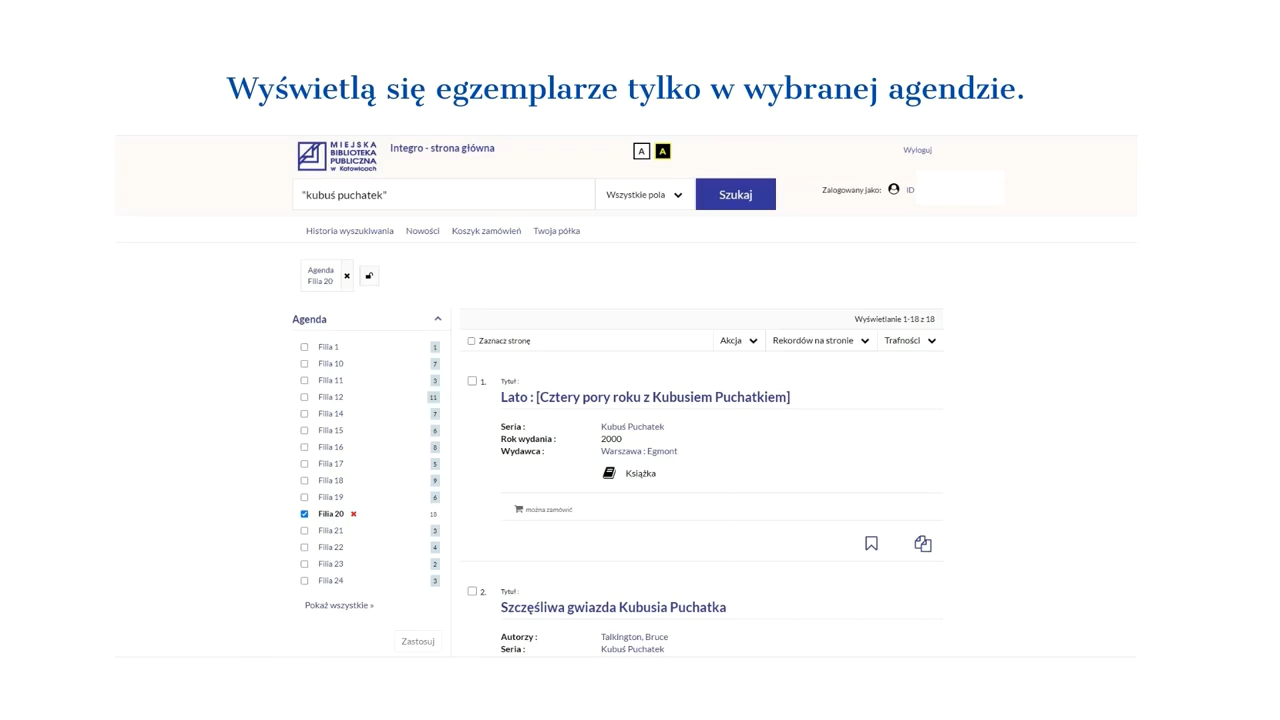 Wyświetlą się egzemplarze tylko w wybranej agendzie.
MIEJSKA
BIBLIOTEKA
PUBLICZNA
w Katowicach
Integro - strona główna
A A
Wyloguj
"kubuś puchatek"
Wszystkie pola
Szukaj
Zalogowany jako: ID
Historia wyszukiwania Nowości Koszyk zamówień Twoja półka
Agenda
Filia 20
Agenda
Filia 1 1
Filia 10 7
Filia 11 3
Filia 12 11
Filia 14 7
Filia 15 6
Filia 16 8
Filia 17 5
Filia 18 9
Filia 19 6
Filia 20 18
Filia 21 3
Filia 22 4
Filia 23 2
Filia 24 3
Pokaż wszystkie »
Zastosuj
Wyświetlanie 1-18 z 18
Zaznacz stronę
Akcja Rekordów na stronie Trafności
1. Tytuł :
Lato : [Cztery pory roku z Kubusiem Puchatkiem]
Seria : Kubuś Puchatek
Rok wydania : 2000
Wydawca : Warszawa : Egmont
Książka
można zamówić
2. Tytuł :
Szczęśliwa gwiazda Kubusia Puchatka
Autorzy : Talkington, Bruce
Seria : Kubuś Puchatek